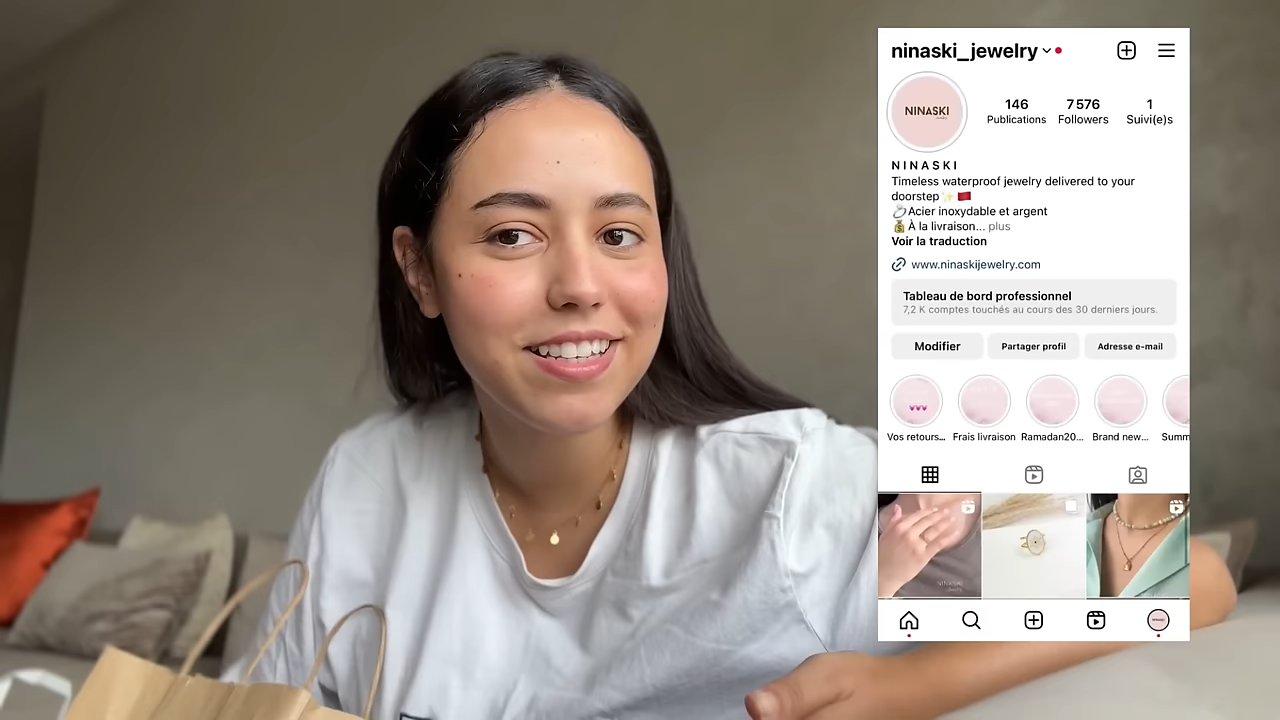 ninaski_jewelry
NINASKI
146
Publications
7 576
Followers
1
Suivi(e)s
NINASKI
Timeless waterproof jewelry delivered to your
doorstep ✨ 🇲🇦
💍Acier inoxydable et argent
💰À la livraison... plus
Voir la traduction
www.ninaskijewelry.com
Tableau de bord professionnel
7,2 K comptes touchés au cours des 30 derniers jours.
Modifier
Partager profil
Adresse e-mail
Vos retours...
Frais livraison
Ramadan20...
Brand new...
Summ
NINASKI